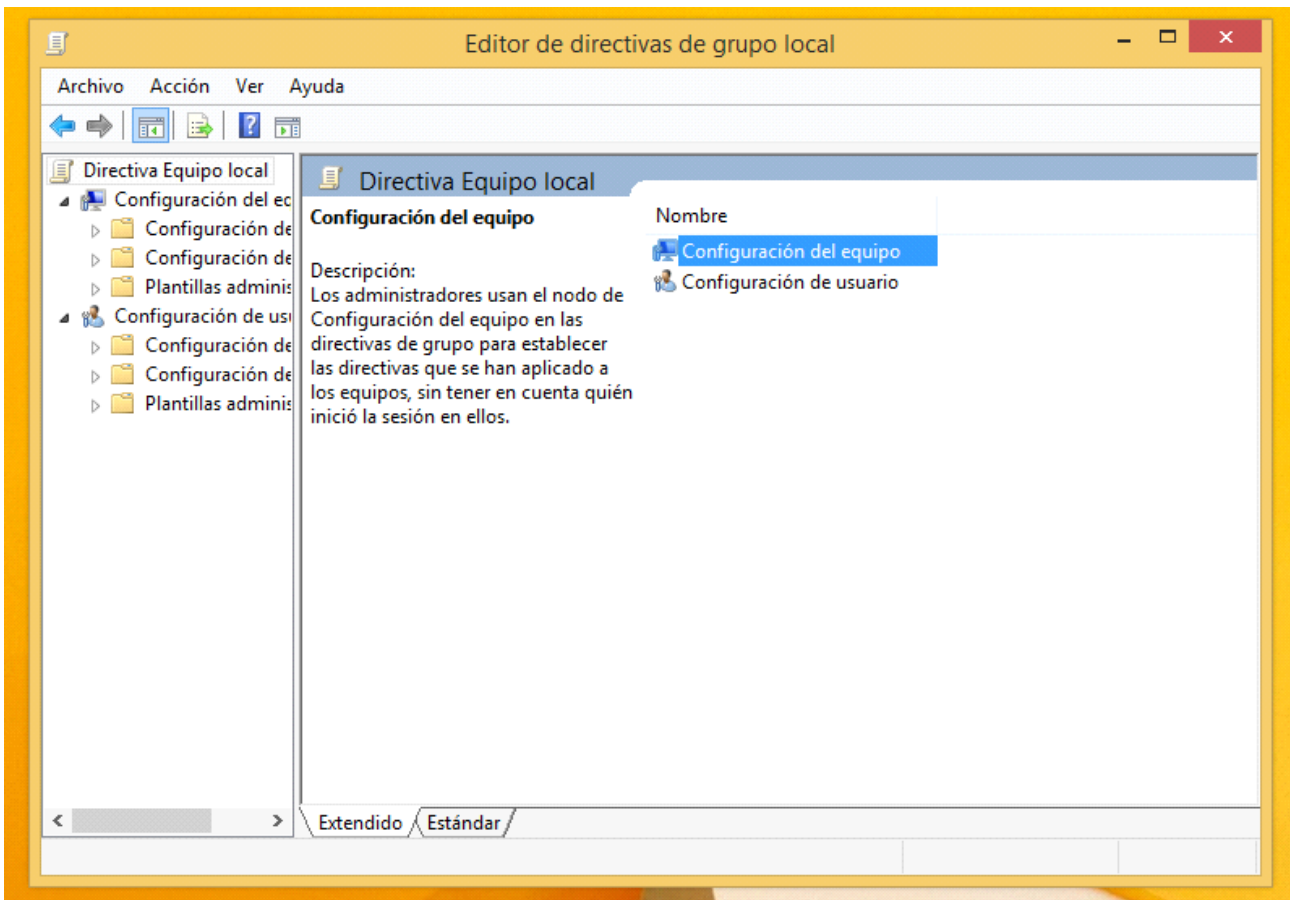 Editor de directivas de grupo local
Archivo Acción Ver Ayuda
Directiva Equipo local
Configuración del ec
Configuración de
Configuración de
Plantillas adminis
Configuración de usu
Configuración de
Configuración de
Plantillas adminis
Directiva Equipo local
Configuración del equipo
Descripción:
Los administradores usan el nodo de
Configuración del equipo en las
directivas de grupo para establecer
las directivas que se han aplicado a
los equipos, sin tener en cuenta quién
inició la sesión en ellos.
Nombre
Configuración del equipo
Configuración de usuario
Extendido Estándar